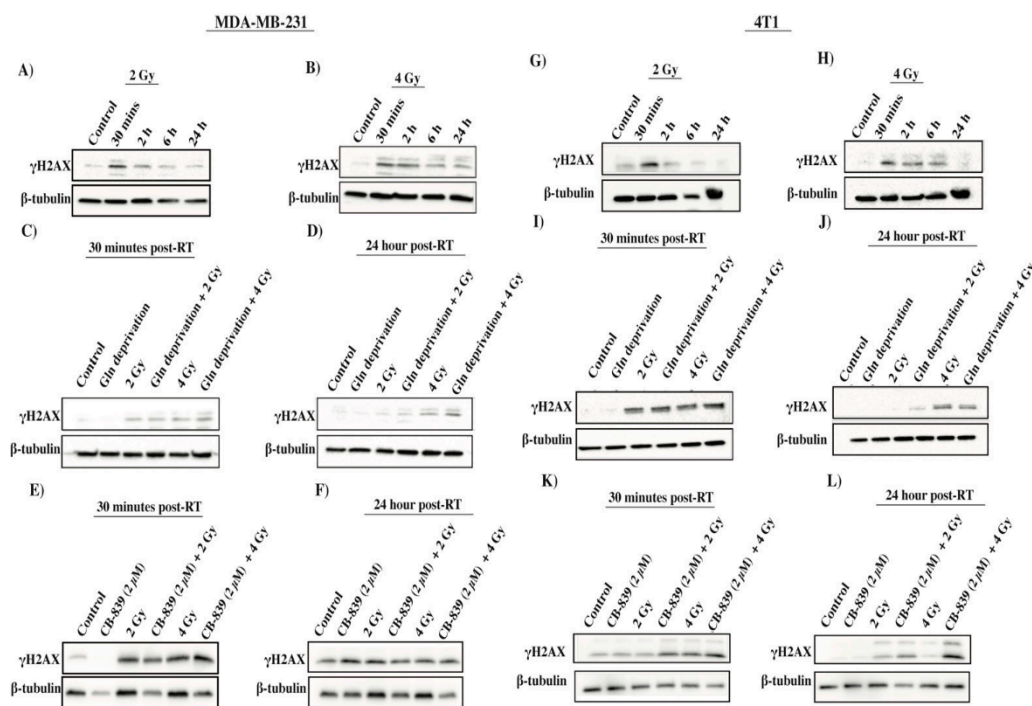 MDA-MB-231
4T1
A)
2 Gy
Control
30 mins
2 h
6 h
24 h
γH2AX
β-tubulin
B)
4 Gy
Control
30 mins
2 h
6 h
24 h
G)
2 Gy
Control
30 mins
2 h
6 h
24 h
γH2AX
β-tubulin
H)
4 Gy
Control
30 mins
2 h
6 h
24 h
γH2AX
β-tubulin
γH2AX
β-tubulin
C)
30 minutes post-RT
Control
Gln deprivation
2 Gy
Gln deprivation + 2 Gy
4 Gy
Gln deprivation + 4 Gy
γH2AX
β-tubulin
D)
24 hour post-RT
Control
Gln deprivation
2 Gy
Gln deprivation + 2 Gy
4 Gy
Gln deprivation + 4 Gy
γH2AX
β-tubulin
I)
30 minutes post-RT
Control
Gln deprivation
2 Gy
Gln deprivation + 2 Gy
4 Gy
Gln deprivation + 4 Gy
γH2AX
β-tubulin
J)
24 hour post-RT
Control
Gln deprivation
2 Gy
Gln deprivation + 2 Gy
4 Gy
Gln deprivation + 4 Gy
γH2AX
β-tubulin
E)
30 minutes post-RT
Control
CB-839 (2 μM)
2 Gy
CB-839 (2 μM) + 2 Gy
4 Gy
CB-839 (2 μM) + 4 Gy
γH2AX
β-tubulin
F)
24 hour post-RT
Control
CB-839 (2 μM)
2 Gy
CB-839 (2 μM) + 2 Gy
4 Gy
CB-839 (2 μM) + 4 Gy
γH2AX
β-tubulin
K)
30 minutes post-RT
Control
CB-839 (2 μM)
2 Gy
CB-839 (2 μM) + 2 Gy
4 Gy
CB-839 (2 μM) + 4 Gy
γH2AX
β-tubulin
L)
24 hour post-RT
Control
CB-839 (2 μM)
2 Gy
CB-839 (2 μM) + 2 Gy
4 Gy
CB-839 (2 μM) + 4 Gy
γH2AX
β-tubulin